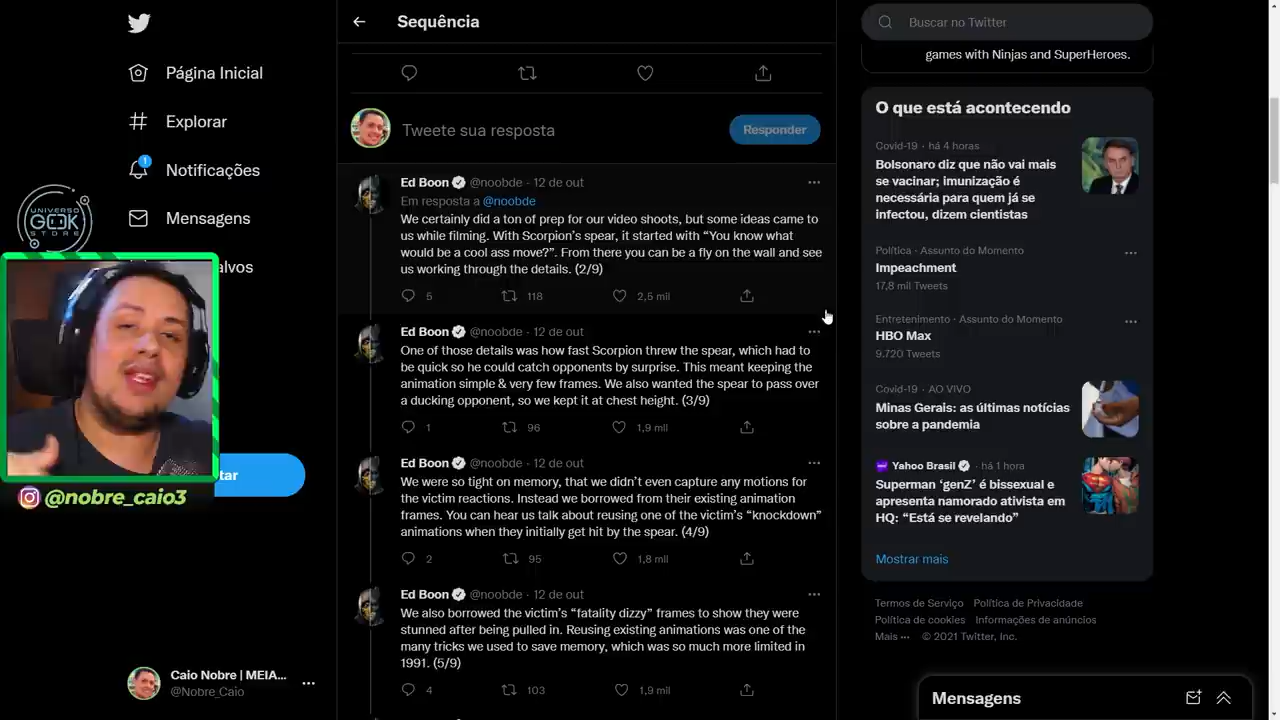 Sequência
Buscar no Twitter
games with Ninjas and SuperHeroes.
Página Inicial
Explorar
1
Notificações
Mensagens
UNIVERSO
GEEK
STORE
@nobre_caio3
Caio Nobre | MEIA...
@Nobre_Caio
Tweete sua resposta
Responder
Ed Boon @noobde · 12 de out
Em resposta a @noobde
We certainly did a ton of prep for our video shoots, but some ideas came to
us while filming. With Scorpion's spear, it started with “You know what
would be a cool ass move?”. From there you can be a fly on the wall and see
us working through the details. (2/9)
5 118 2,5 mil
Ed Boon @noobde · 12 de out
One of those details was how fast Scorpion threw the spear, which had to
be quick so he could catch opponents by surprise. This meant keeping the
animation simple & very few frames. We also wanted the spear to pass over
a ducking opponent, so we kept it at chest height. (3/9)
1 96 1,9 mil
Ed Boon @noobde · 12 de out
We were so tight on memory, that we didn't even capture any motions for
the victim reactions. Instead we borrowed from their existing animation
frames. You can hear us talk about reusing one of the victim's “knockdown”
animations when they initially get hit by the spear. (4/9)
2 95 1,8 mil
Ed Boon @noobde · 12 de out
We also borrowed the victim's “fatality dizzy” frames to show they were
stunned after being pulled in. Reusing existing animations was one of the
many tricks we used to save memory, which was so much more limited in
1991. (5/9)
4 103 1,9 mil
O que está acontecendo
Covid-19 · há 4 horas
Bolsonaro diz que não vai mais
se vacinar; imunização é
necessária para quem já se
infectou, dizem cientistas
Política · Assunto do Momento
Impeachment
17,8 mil Tweets
Entretenimento · Assunto do Momento
HBO Max
9.720 Tweets
Covid-19 · AO VIVO
Minas Gerais: as últimas notícias
sobre a pandemia
Yahoo Brasil · há 1 hora
Superman ‘genZ’ é bissexual e
apresenta namorado ativista em
HQ: “Está se revelando”
Mostrar mais
Termos de Serviço Política de Privacidade
Política de cookies Informações de anúncios
Mais ··· © 2021 Twitter, Inc.
Mensagens